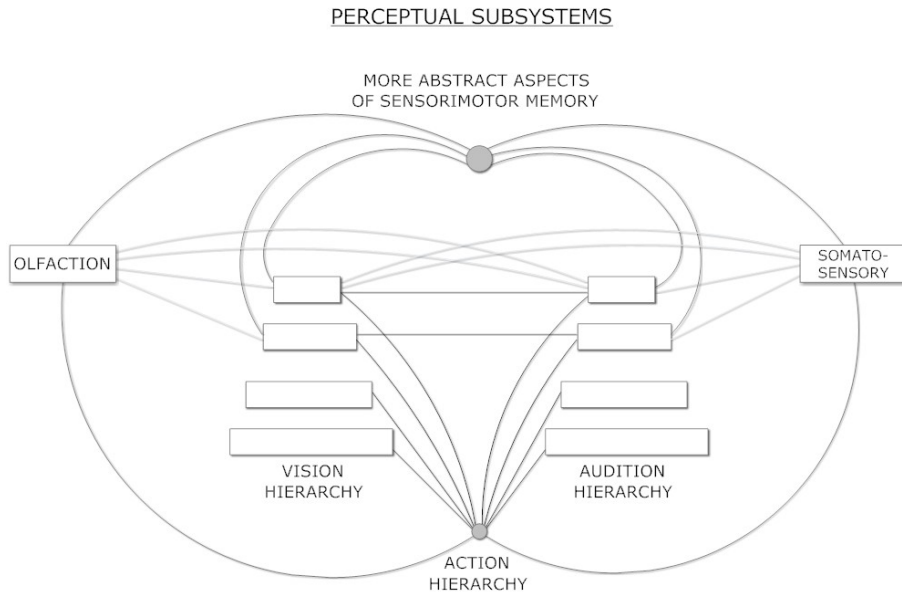 PERCEPTUAL SUBSYSTEMS
MORE ABSTRACT ASPECTS
OF SENSORIMOTOR MEMORY
OLFACTION
SOMATO-
SENSORY
VISION
HIERARCHY
AUDITION
HIERARCHY
ACTION
HIERARCHY